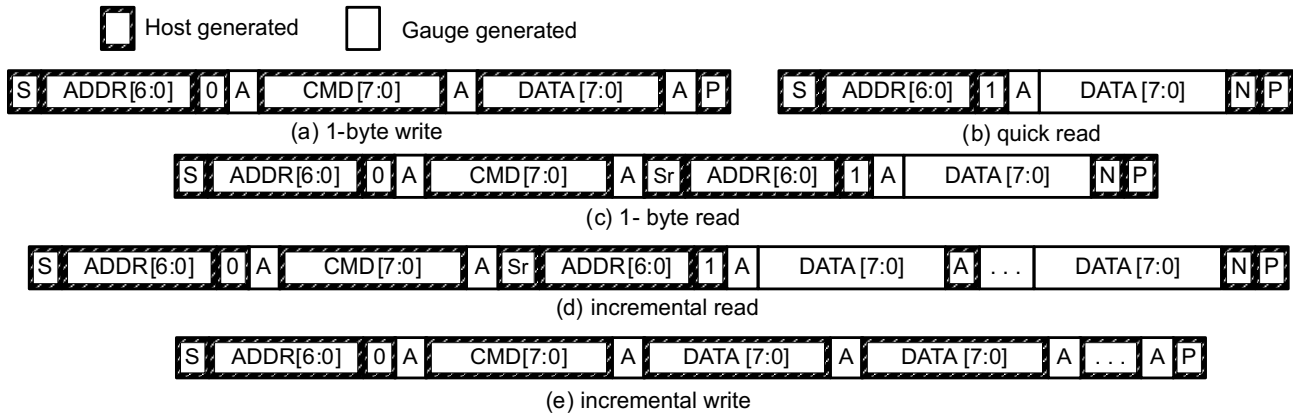 Host generated Gauge generated
S ADDR[6:0] 0 A CMD[7:0] A DATA[7:0] A P S ADDR[6:0] 1 A DATA[7:0] N P
(a) 1-byte write (b) quick read
S ADDR[6:0] 0 A CMD[7:0] A Sr ADDR[6:0] 1 A DATA[7:0] N P
(c) 1- byte read
S ADDR[6:0] 0 A CMD[7:0] A Sr ADDR[6:0] 1 A DATA[7:0] A . . . DATA[7:0] N P
(d) incremental read
S ADDR[6:0] 0 A CMD[7:0] A DATA[7:0] A DATA[7:0] A . . . A P
(e) incremental write